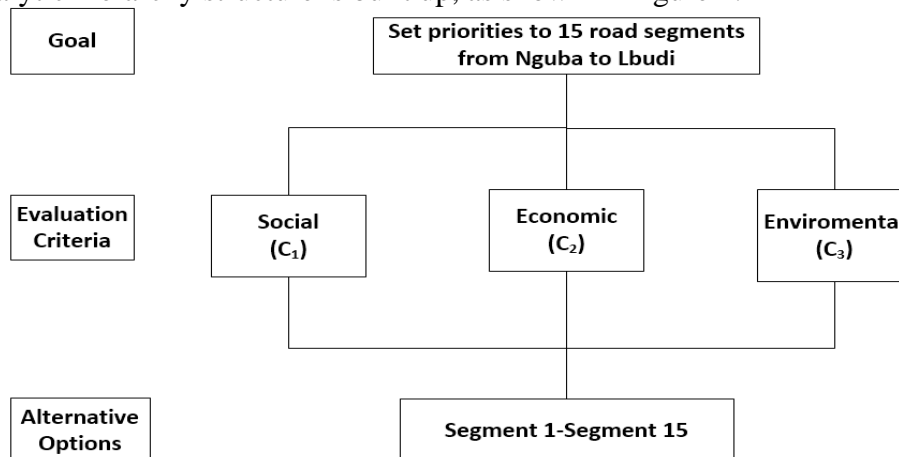 Goal
Set priorities to 15 road segments
from Nguba to Lbudi
Evaluation
Criteria
Social
(C₁)
Economic
(C₂)
Enviromenta
(C₃)
Alternative
Options
Segment 1-Segment 15